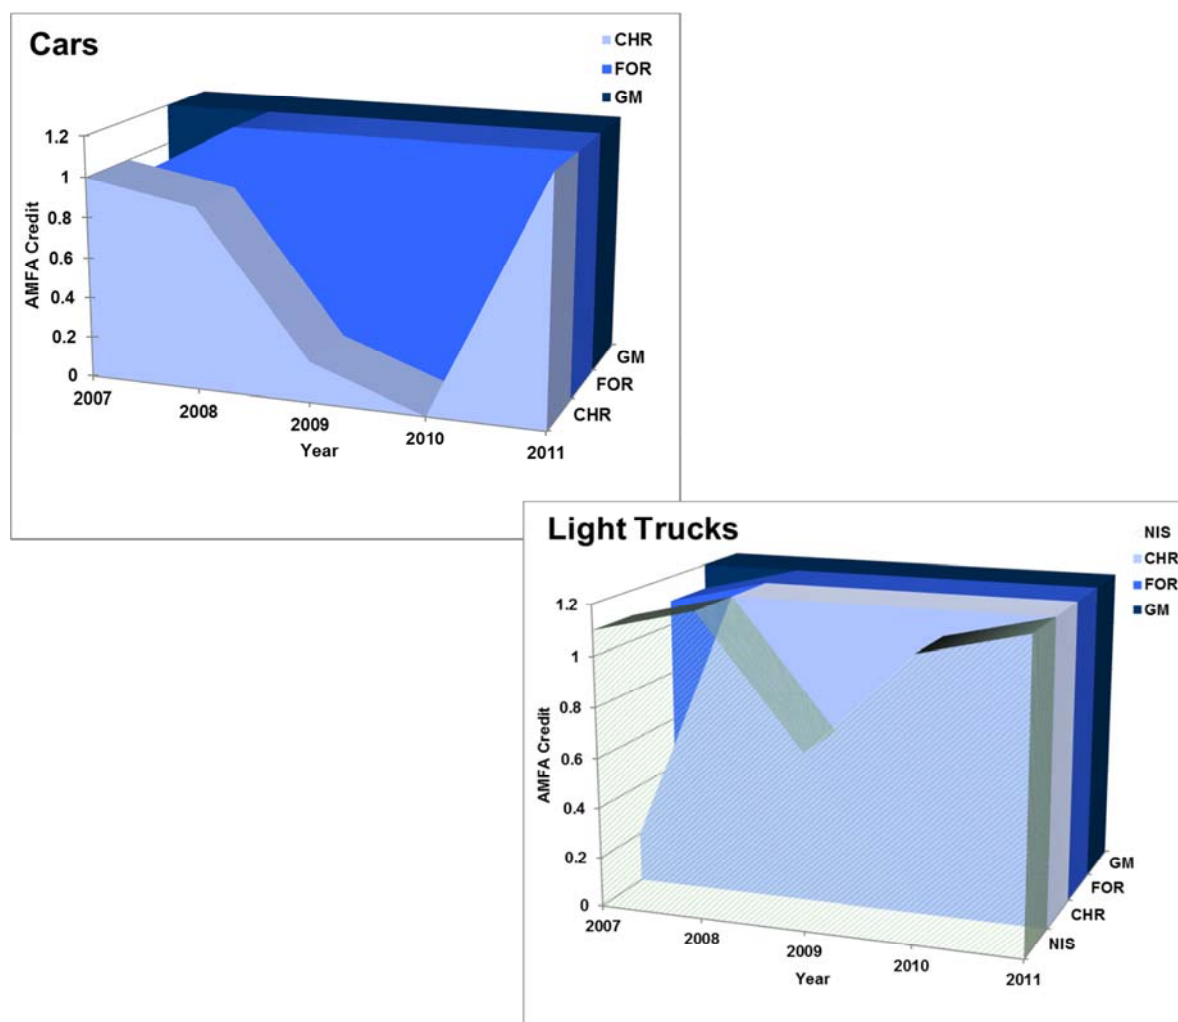 Cars
CHR
FOR
GM
1.2
1
0.8
0.6
0.4
0.2
0
AMFA Credit
2007
2008
2009
2010
2011
Year
GM
FOR
CHR
Light Trucks
NIS
CHR
FOR
GM
1.2
1
0.8
0.6
0.4
0.2
0
AMFA Credit
2007
2008
2009
2010
2011
Year
GM
FOR
CHR
NIS